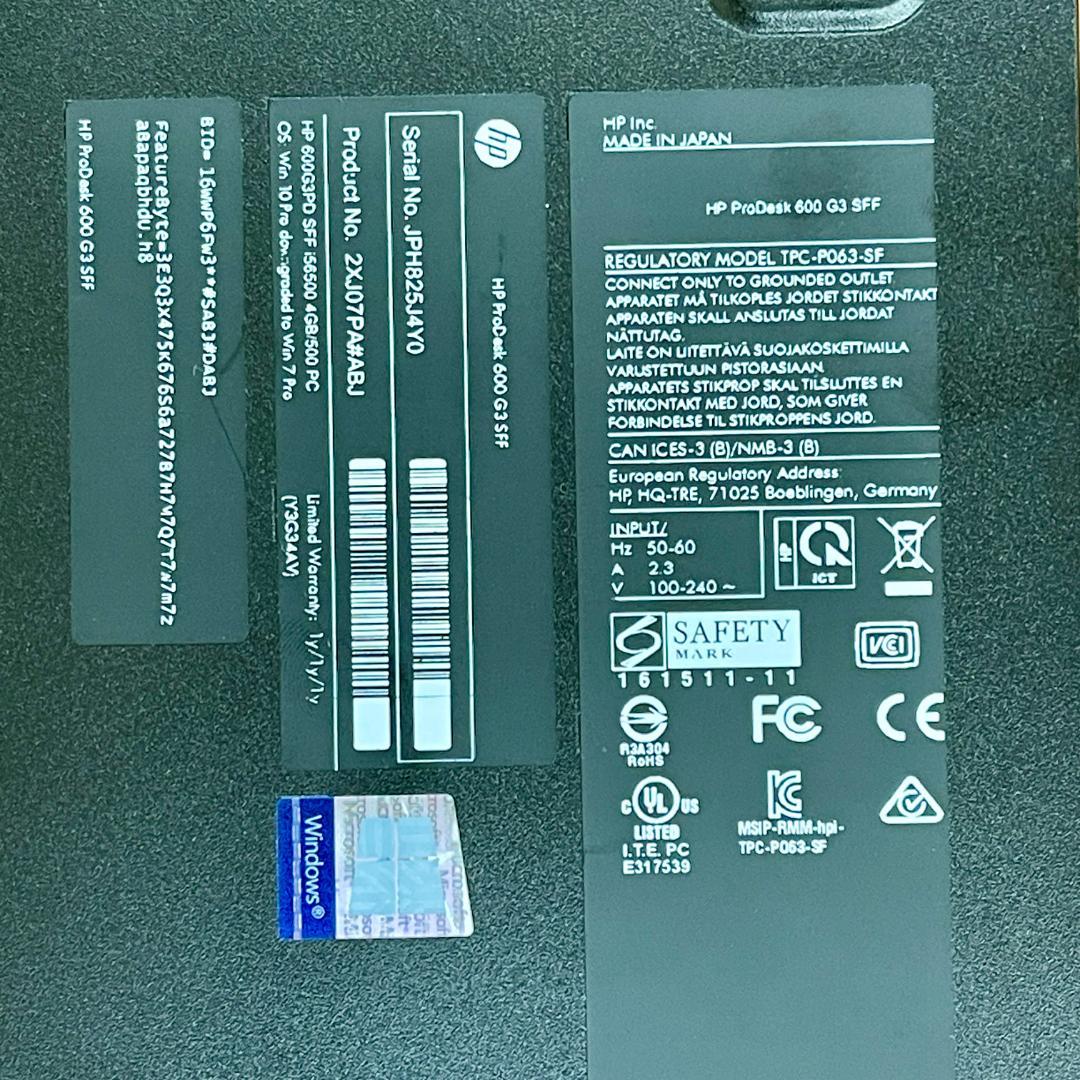 BID= 16WWP6FW3**#SABJ#DABJ
aBapaqbhdu.h8
HP ProDesk 600 G3 SFF
hp
HP ProDesk 600 G3 SFF
Serial No. JPH825J4Y0
Product No. 2XJ07PA#ABJ
HP 600G3PD SFF i56500 4GB/500 PC
OS: Win 10 Pro downgraded to Win 7 Pro
Limited Warranty: 1y/1y/1y
(Y3G34AV)
Windows®
HP Inc.
MADE IN JAPAN
HP ProDesk 600 G3 SFF
REGULATORY MODEL TPC-P063-SF
CONNECT ONLY TO GROUNDED OUTLET
APPARATET MÅ TILKOPLES JORDET STIKKONTAKT
APPARATEN SKALL ANSLUTAS TILL JORDAT
NÄTTUTAG.
LAITE ON LIITETTÄVÄ SUOJAKOSKETTIMILLA
VARUSTETTUUN PISTORASIAAN
APPARATETS STIKPROP SKAL TILSLUTTES EN
STIKKONTAKT MED JORD, SOM GIVER
FORBINDELSE TIL STIKPROPPENS JORD.
CAN ICES-3 (B)/NMB-3 (B)
European Regulatory Address:
HP, HQ-TRE, 71025 Boeblingen, Germany
INPUT/
Hz 50-60
A 2.3
V 100-240 ~
HP
ICT
SAFETY
MARK
161511-11
VCI
R3A304
RoHS
FC
CE
c UL US
LISTED
I.T.E. PC
E317539
MSIP-RMM-hpi-
TPC-P063-SF